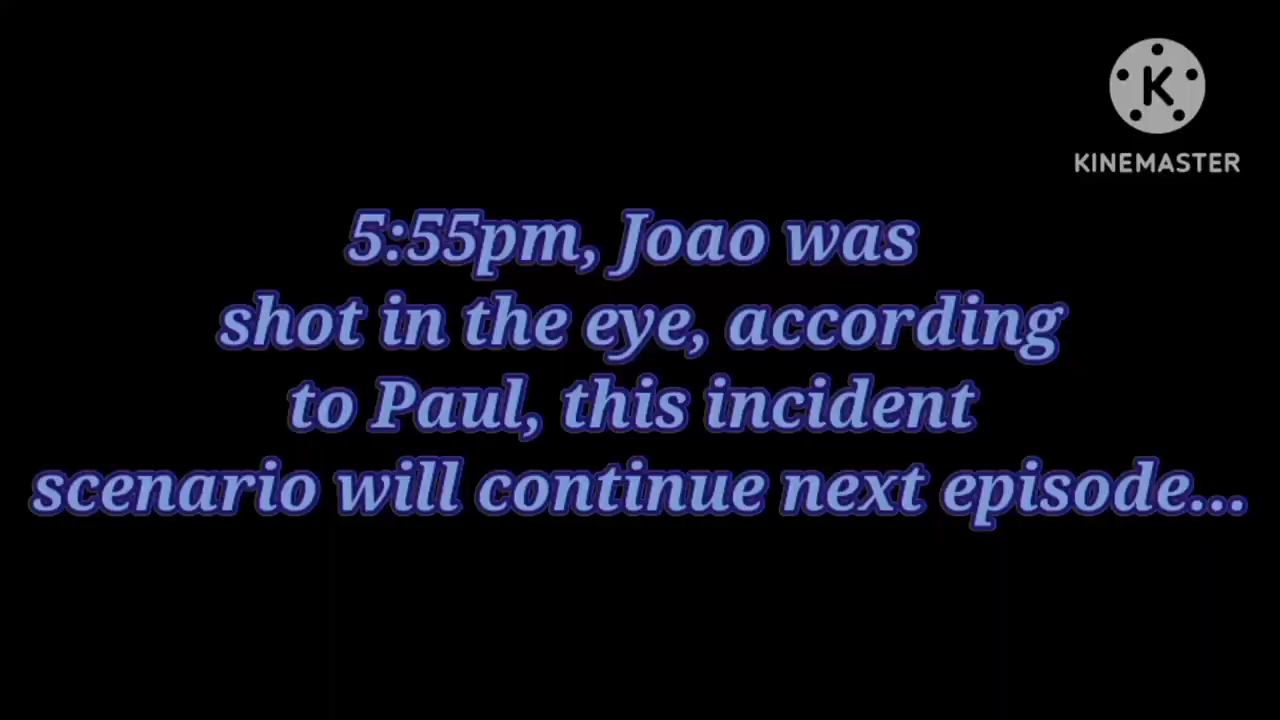 K
KINEMASTER
5:55pm, Joao was
shot in the eye, according
to Paul, this incident
scenario will continue next episode...